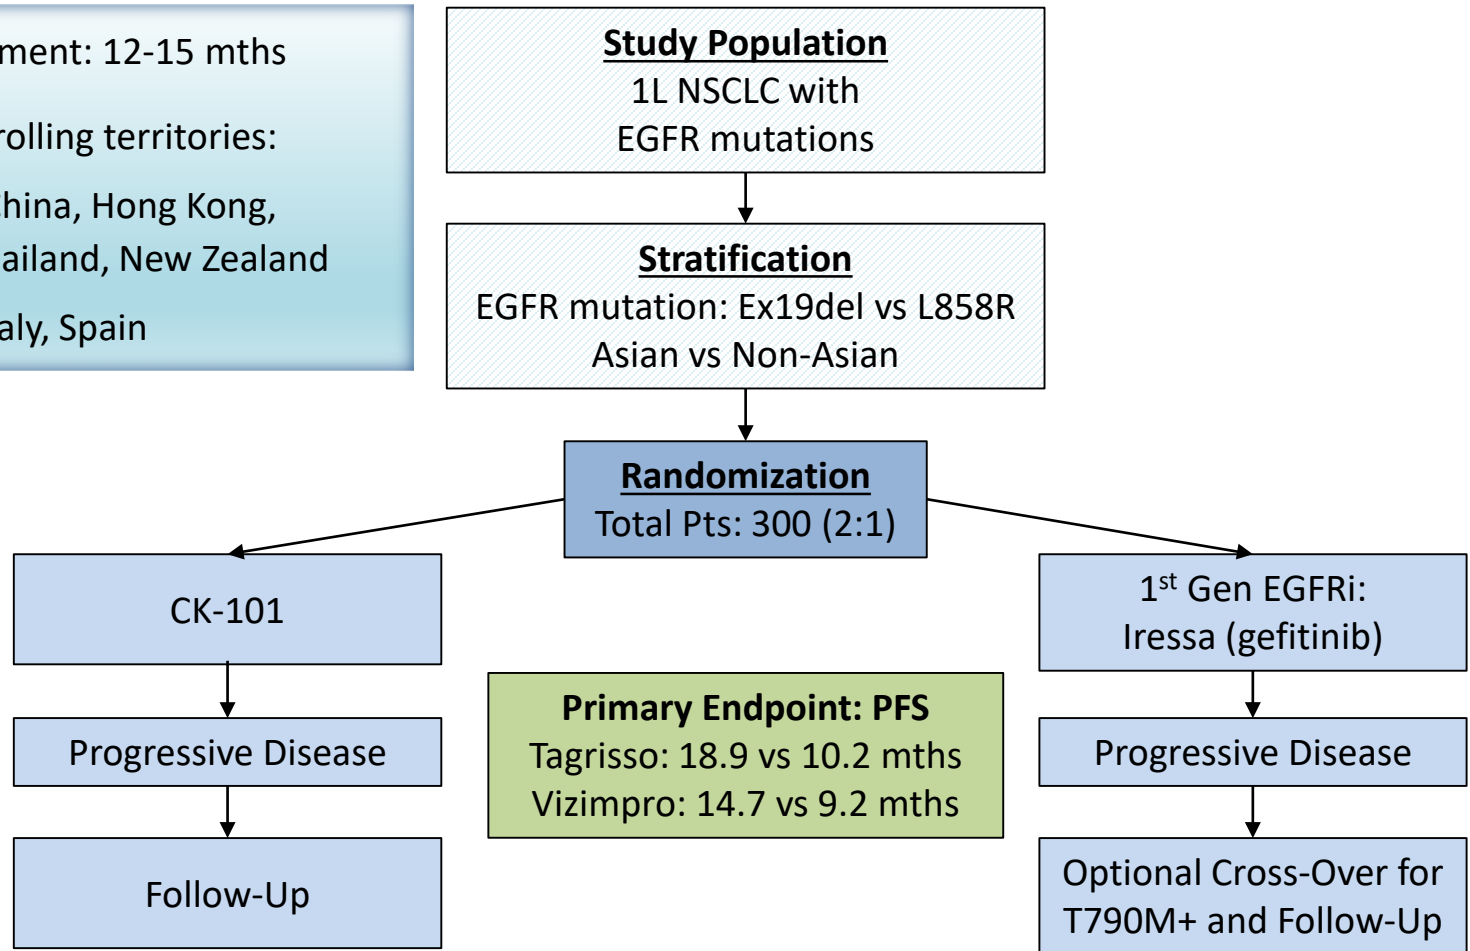 ment: 12-15 mths
rolling territories:
China, Hong Kong,
ailand, New Zealand
aly, Spain
Study Population
1L NSCLC with
EGFR mutations
Stratification
EGFR mutation: Ex19del vs L858R
Asian vs Non-Asian
Randomization
Total Pts: 300 (2:1)
CK-101
Progressive Disease
Follow-Up
Primary Endpoint: PFS
Tagrisso: 18.9 vs 10.2 mths
Vizimpro: 14.7 vs 9.2 mths
1st Gen EGFRi:
Iressa (gefitinib)
Progressive Disease
Optional Cross-Over for
T790M+ and Follow-Up